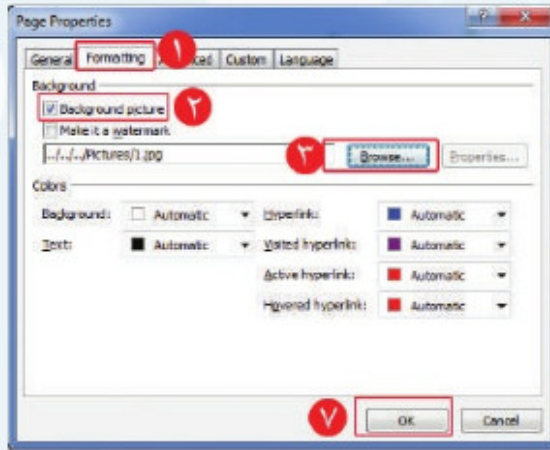 Page Properties
General Formatting ١ Advanced Custom Language
Background
Background picture ٢
Make it a watermark
../../../Pictures/1.jpg ٣ Browse... Properties...
Colors
Background: Automatic Hyperlink: Automatic
Text: Automatic Visited hyperlink: Automatic
Active hyperlink: Automatic
Hovered hyperlink: Automatic
٧ OK Cancel